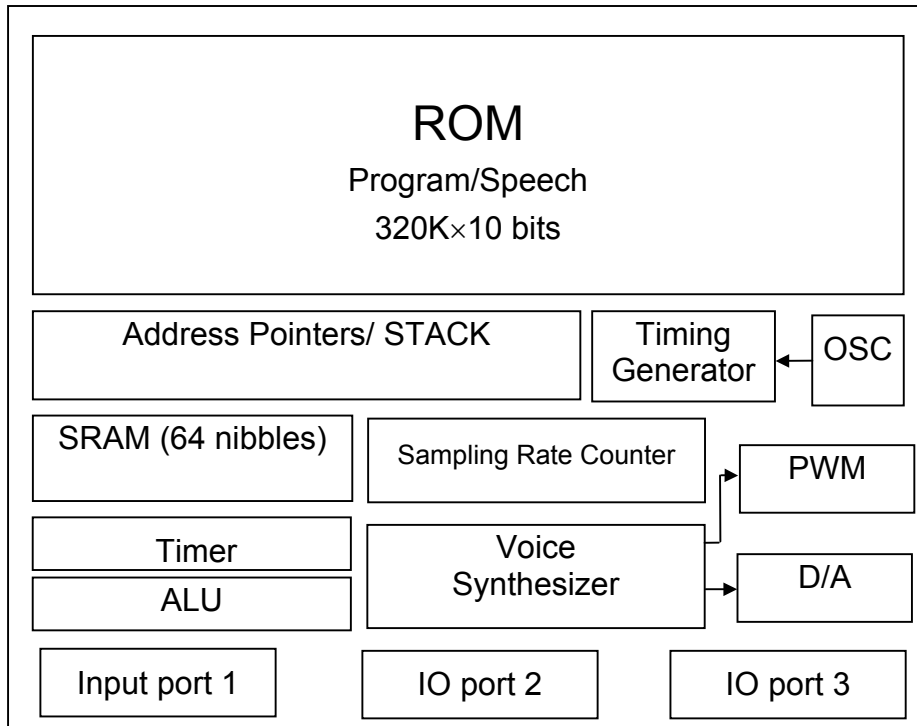 ROM
Program/Speech
320K×10 bits
Address Pointers/ STACK
Timing
Generator
OSC
SRAM (64 nibbles)
Sampling Rate Counter
PWM
Timer
Voice
Synthesizer
D/A
ALU
Input port 1
IO port 2
IO port 3